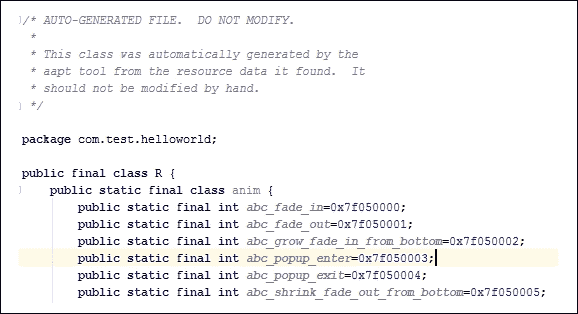 /* AUTO-GENERATED FILE.  DO NOT MODIFY.
 *
 * This class was automatically generated by the
 * aapt tool from the resource data it found.  It
 * should not be modified by hand.
 */
package com.test.helloworld;
public final class R {
    public static final class anim {
        public static final int abc_fade_in=0x7f050000;
        public static final int abc_fade_out=0x7f050001;
        public static final int abc_grow_fade_in_from_bottom=0x7f050002;
        public static final int abc_popup_enter=0x7f050003;
        public static final int abc_popup_exit=0x7f050004;
        public static final int abc_shrink_fade_out_from_bottom=0x7f050005;